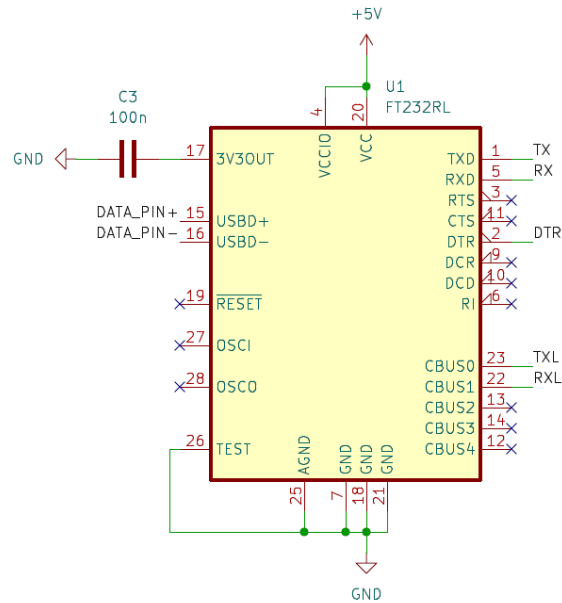 +5V
U1
FT232RL
C3
100n
GND
4
20
VCCIO
VCC
17
3V3OUT
TXD
1
TX
RXD
5
RX
RTS
3
DATA_PIN+
15
USBD+
CTS
11
DATA_PIN-
16
USBD-
DTR
2
DTR
DCR
9
DCD
10
19
RESET
RI
6
27
OSCI
CBUS0
23
TXL
28
OSCO
CBUS1
22
RXL
CBUS2
13
CBUS3
14
26
TEST
CBUS4
12
AGND
GND
GND
GND
25
7
18
21
GND